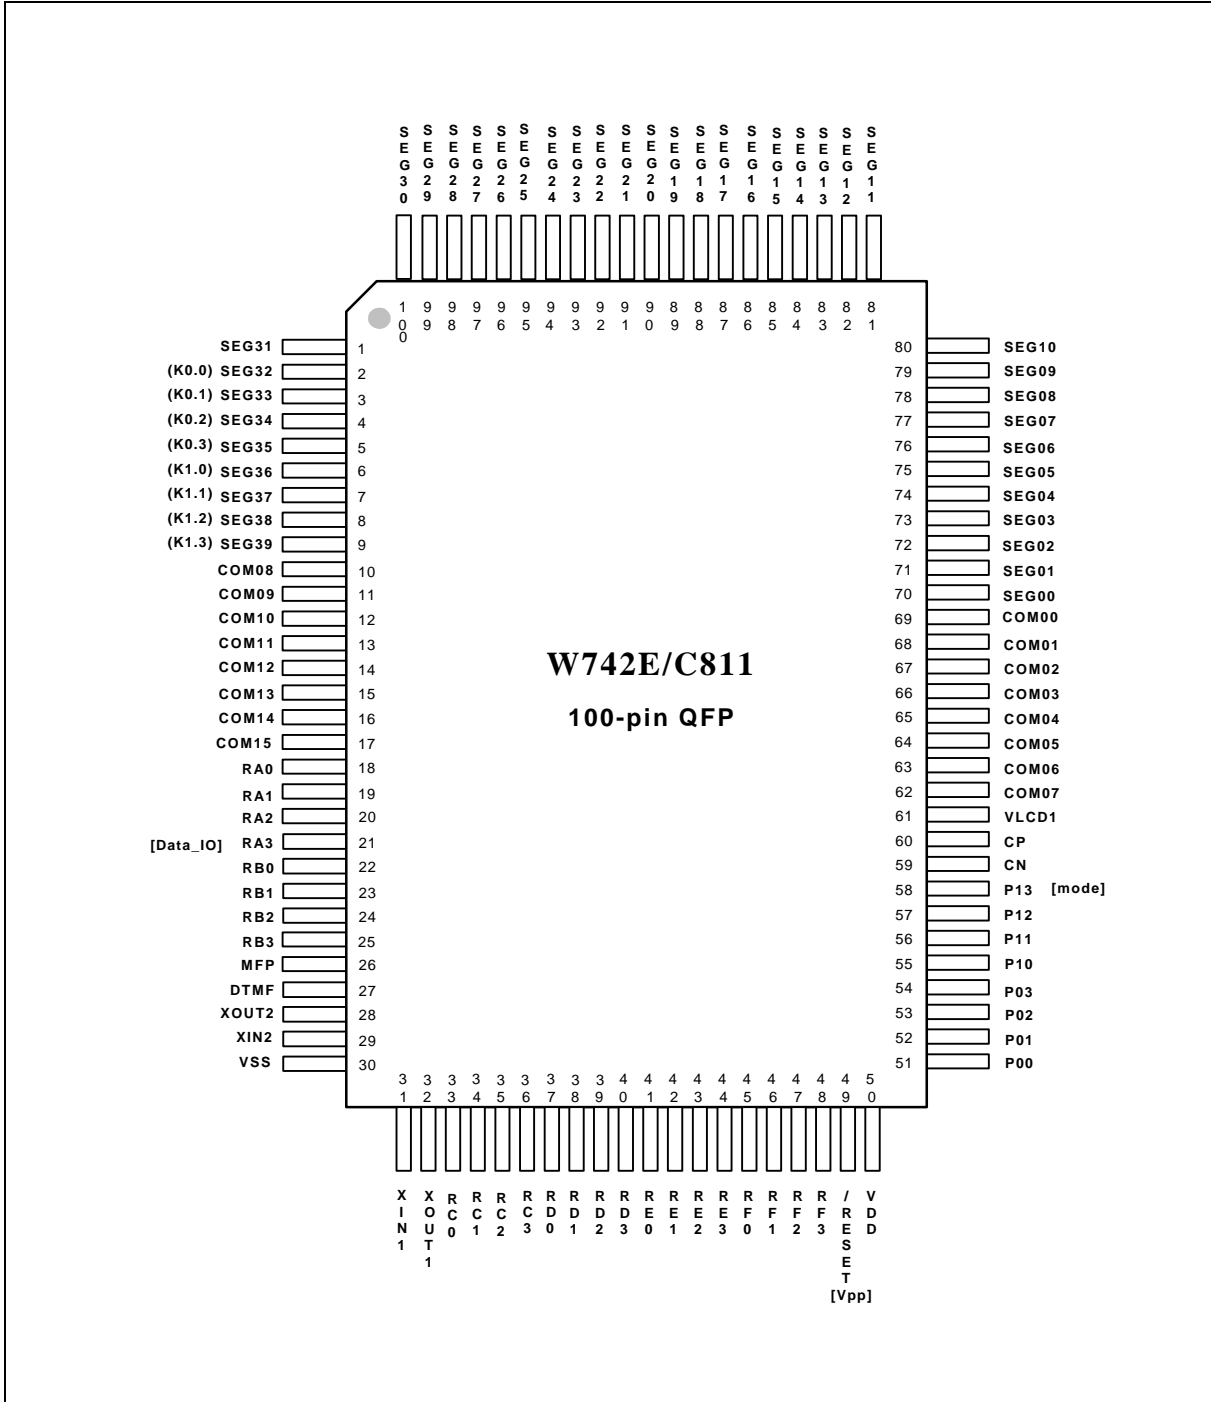 SEG30 SEG29 SEG28 SEG27 SEG26 SEG25 SEG24 SEG23 SEG22 SEG21 SEG20 SEG19 SEG18 SEG17 SEG16 SEG15 SEG14 SEG13 SEG12 SEG11
100 99 98 97 96 95 94 93 92 91 90 89 88 87 86 85 84 83 82 81
SEG31 1
(K0.0) SEG32 2
(K0.1) SEG33 3
(K0.2) SEG34 4
(K0.3) SEG35 5
(K1.0) SEG36 6
(K1.1) SEG37 7
(K1.2) SEG38 8
(K1.3) SEG39 9
COM08 10
COM09 11
COM10 12
COM11 13
COM12 14
COM13 15
COM14 16
COM15 17
RA0 18
RA1 19
RA2 20
[Data_IO] RA3 21
RB0 22
RB1 23
RB2 24
RB3 25
MFP 26
DTMF 27
XOUT2 28
XIN2 29
VSS 30
W742E/C811
100-pin QFP
80 SEG10
79 SEG09
78 SEG08
77 SEG07
76 SEG06
75 SEG05
74 SEG04
73 SEG03
72 SEG02
71 SEG01
70 SEG00
69 COM00
68 COM01
67 COM02
66 COM03
65 COM04
64 COM05
63 COM06
62 COM07
61 VLCD1
60 CP
59 CN
58 P13 [mode]
57 P12
56 P11
55 P10
54 P03
53 P02
52 P01
51 P00
31 32 33 34 35 36 37 38 39 40 41 42 43 44 45 46 47 48 49 50
XIN1 XOUT1 RC0 RC1 RC2 RC3 RD0 RD1 RD2 RD3 RE0 RE1 RE2 RE3 RF0 RF1 RF2 RF3 /RESET VDD
[Vpp]